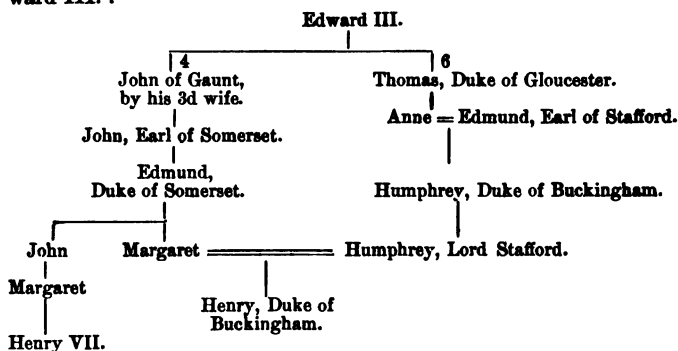 Edward III.
4 6
John of Gaunt, Thomas, Duke of Gloucester.
by his 3d wife.
Anne = Edmund, Earl of Stafford.
John, Earl of Somerset.
Edmund,
Duke of Somerset. Humphrey, Duke of Buckingham.
John Margaret Humphrey, Lord Stafford.
Margaret
Henry, Duke of
Buckingham.
Henry VII.